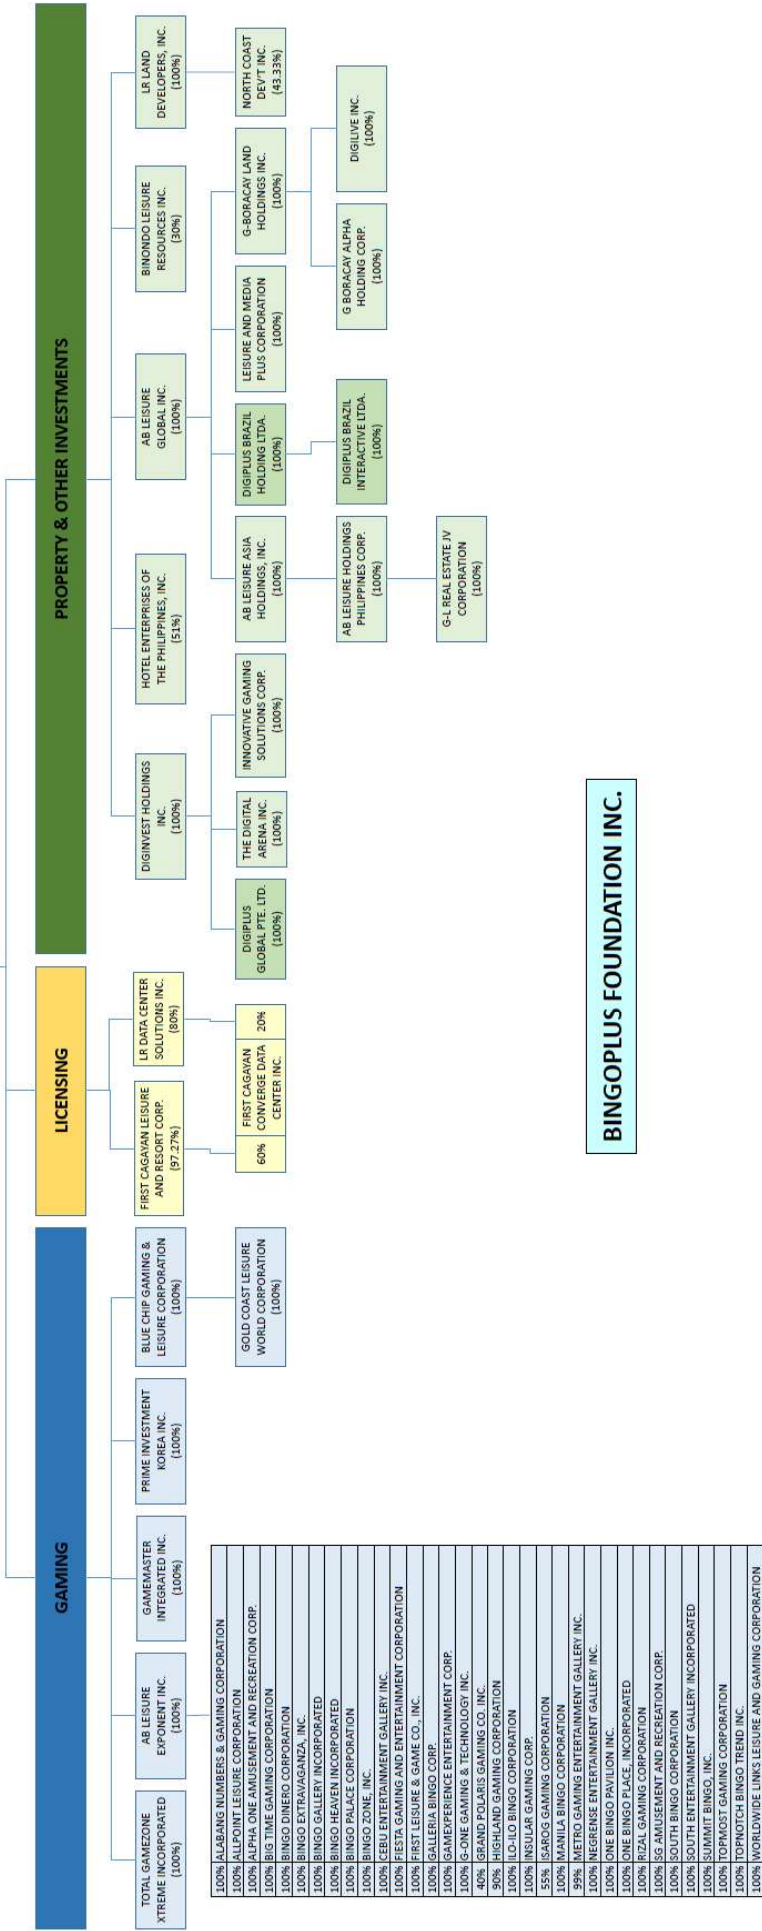 GAMING
LICENSING
PROPERTY & OTHER INVESTMENTS
TOTAL GAMEZONE
XTREME INCORPORATED
(100%)
AB LEISURE
EXPONENT INC.
(100%)
GAMEMASTER
INTEGRATED INC.
(100%)
PRIME INVESTMENT
KOREA INC.
(100%)
BLUE CHIP GAMING &
LEISURE CORPORATION
(100%)
FIRST CAGAYAN LEISURE
AND RESORT CORP.
(97.27%)
LR DATA CENTER
SOLUTIONS INC.
(80%)
DIGINVEST HOLDINGS
INC.
(100%)
HOTEL ENTERPRISES OF
THE PHILIPPINES, INC.
(51%)
AB LEISURE
GLOBAL INC.
(100%)
BINONDO LEISURE
RESOURCES INC.
(30%)
LR LAND
DEVELOPERS, INC.
(100%)
GOLD COAST LEISURE
WORLD CORPORATION
(100%)
60%
FIRST CAGAYAN
CONVERGE DATA
CENTER INC.
20%
DIGIPLUS
GLOBAL PTE. LTD.
(100%)
THE DIGITAL
ARENA INC.
(100%)
INNOVATIVE GAMING
SOLUTIONS CORP.
(100%)
AB LEISURE ASIA
HOLDINGS, INC.
(100%)
DIGIPLUS BRAZIL
HOLDING LTDA.
(100%)
LEISURE AND MEDIA
PLUS CORPORATION
(100%)
G-BORACAY LAND
HOLDINGS INC.
(100%)
NORTH COAST
DEV'T INC.
(43.33%)
AB LEISURE HOLDINGS
PHILIPPINES CORP.
(100%)
DIGIPLUS BRAZIL
INTERACTIVE LTDA.
(100%)
G BORACAY ALPHA
HOLDING CORP.
(100%)
DIGILIVE INC.
(100%)
G-L REAL ESTATE JV
CORPORATION
(100%)
100% ALABANG NUMBERS & GAMING CORPORATION
100% ALLPOINT LEISURE CORPORATION
100% ALPHA ONE AMUSEMENT AND RECREATION CORP.
100% BIG TIME GAMING CORPORATION
100% BINGO DINERO CORPORATION
100% BINGO EXTRAVAGANZA, INC.
100% BINGO GALLERY INCORPORATED
100% BINGO HEAVEN INCORPORATED
100% BINGO PALACE CORPORATION
100% BINGO ZONE, INC.
100% CEBU ENTERTAINMENT GALLERY INC.
100% FIESTA GAMING AND ENTERTAINMENT CORPORATION
100% FIRST LEISURE & GAME CO., INC.
100% GALLERIA BINGO CORP.
100% GAMEXPERIENCE ENTERTAINMENT CORP.
100% G-ONE GAMING & TECHNOLOGY INC.
40% GRAND POLARIS GAMING CO. INC.
90% HIGHLAND GAMING CORPORATION
100% ILO-ILO BINGO CORPORATION
100% INSULAR GAMING CORP.
55% ISAROG GAMING CORPORATION
100% MANILA BINGO CORPORATION
99% METRO GAMING ENTERTAINMENT GALLERY INC.
100% NEGRENSE ENTERTAINMENT GALLERY INC.
100% ONE BINGO PAVILION INC.
100% ONE BINGO PLACE, INCORPORATED
100% RIZAL GAMING CORPORATION
100% SG AMUSEMENT AND RECREATION CORP.
100% SOUTH BINGO CORPORATION
100% SOUTH ENTERTAINMENT GALLERY INCORPORATED
100% SUMMIT BINGO, INC.
100% TOPMOST GAMING CORPORATION
100% TOPNOTCH BINGO TREND INC.
100% WORLDWIDE LINKS LEISURE AND GAMING CORPORATION
BINGOPLUS FOUNDATION INC.